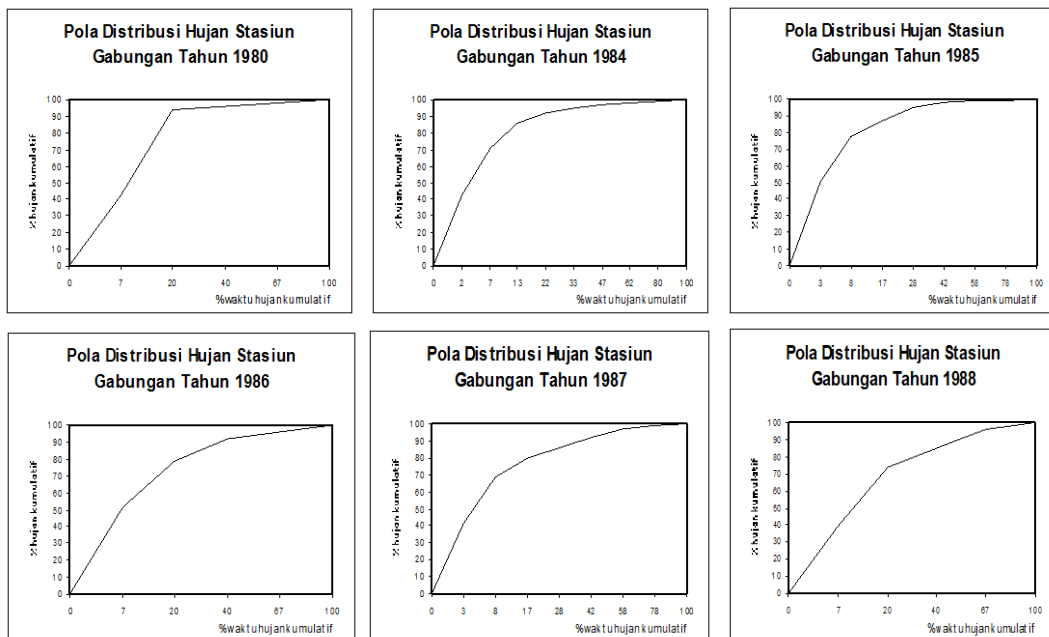 Pola Distribusi Hujan Stasiun
Gabungan Tahun 1980
100
90
80
70
60
50
40
30
20
10
0
% hujan kumulatif
0 7 20 40 67 100
%waktu hujan kumulatif
Pola Distribusi Hujan Stasiun
Gabungan Tahun 1984
100
90
80
70
60
50
40
30
20
10
0
% hujan kumulatif
0 2 7 13 22 33 47 62 80 100
%waktu hujan kumulatif
Pola Distribusi Hujan Stasiun
Gabungan Tahun 1985
100
90
80
70
60
50
40
30
20
10
0
% hujan kumulatif
0 3 8 17 28 42 58 78 100
%waktu hujan kumulatif
Pola Distribusi Hujan Stasiun
Gabungan Tahun 1986
100
90
80
70
60
50
40
30
20
10
0
% hujan kumulatif
0 7 20 40 67 100
%waktu hujan kumulatif
Pola Distribusi Hujan Stasiun
Gabungan Tahun 1987
100
90
80
70
60
50
40
30
20
10
0
% hujan kumulatif
0 3 8 17 28 42 58 78 100
%waktu hujan kumulatif
Pola Distribusi Hujan Stasiun
Gabungan Tahun 1988
100
90
80
70
60
50
40
30
20
10
0
% hujan kumulatif
0 7 20 40 67 100
%waktu hujan kumulatif